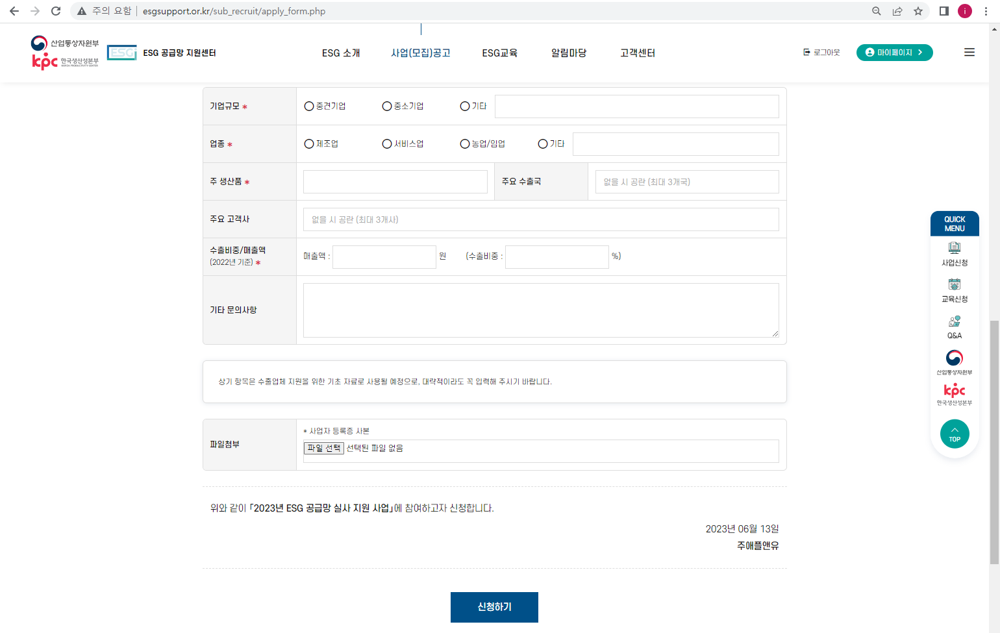 주의 요함
esgsupport.or.kr/sub_recruit/apply_form.php
i
산업통상자원부
kpc 한국생산성본부
KOREA PRODUCTIVITY CENTER
ESG
ESG 공급망 지원센터
ESG 소개
사업(모집)공고
ESG교육
알림마당
고객센터
로그아웃
마이페이지
기업규모 *
중견기업
중소기업
기타
업종 *
제조업
서비스업
농업/임업
기타
주 생산품 *
주요 수출국
없을 시 공란 (최대 3개국)
주요 고객사
없을 시 공란 (최대 3개사)
수출비중/매출액
(2022년 기준) *
매출액 :
원
(수출비중 :
%)
기타 문의사항
상기 항목은 수출업체 지원을 위한 기초 자료로 사용될 예정으로, 대략적이라도 꼭 입력해 주시기 바랍니다.
파일첨부
* 사업자 등록증 사본
파일 선택 선택된 파일 없음
위와 같이 「2023년 ESG 공급망 실사 지원 사업」에 참여하고자 신청합니다.
2023년 06월 13일
주애플앤유
신청하기
QUICK
MENU
사업신청
교육신청
Q&A
산업통상자원부
kpc
한국생산성본부
TOP